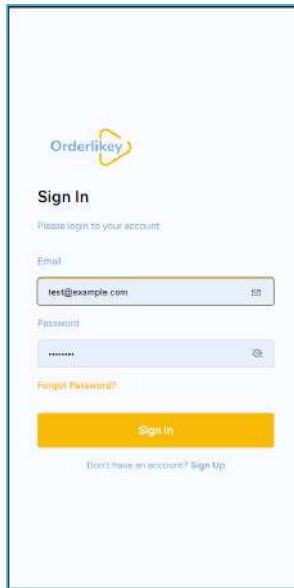 Orderlikey
Sign In
Please login to your account
Email
test@example.com
Password
••••••••
Forgot Password?
Sign In
Don't have an account? Sign Up